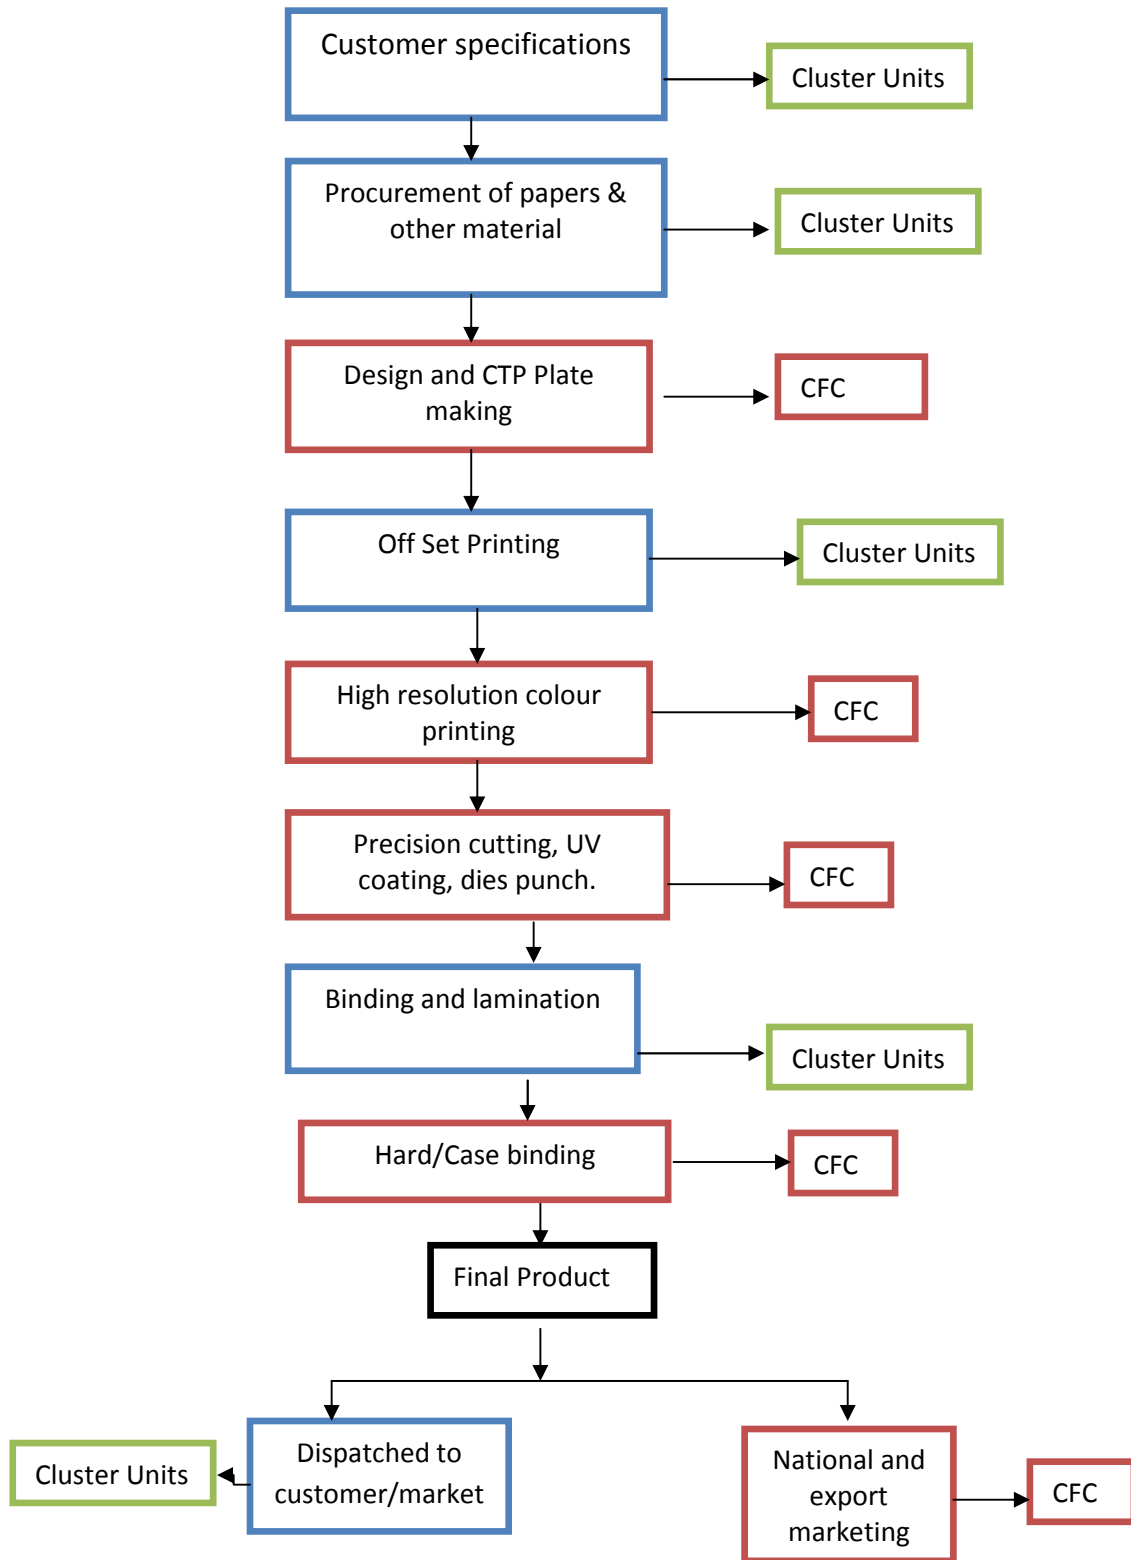 Customer specifications
Cluster Units
Procurement of papers &
other material
Cluster Units
Design and CTP Plate
making
CFC
Off Set Printing
Cluster Units
High resolution colour
printing
CFC
Precision cutting, UV
coating, dies punch.
CFC
Binding and lamination
Cluster Units
Hard/Case binding
CFC
Final Product
Cluster Units
Dispatched to
customer/market
National and
export
marketing
CFC